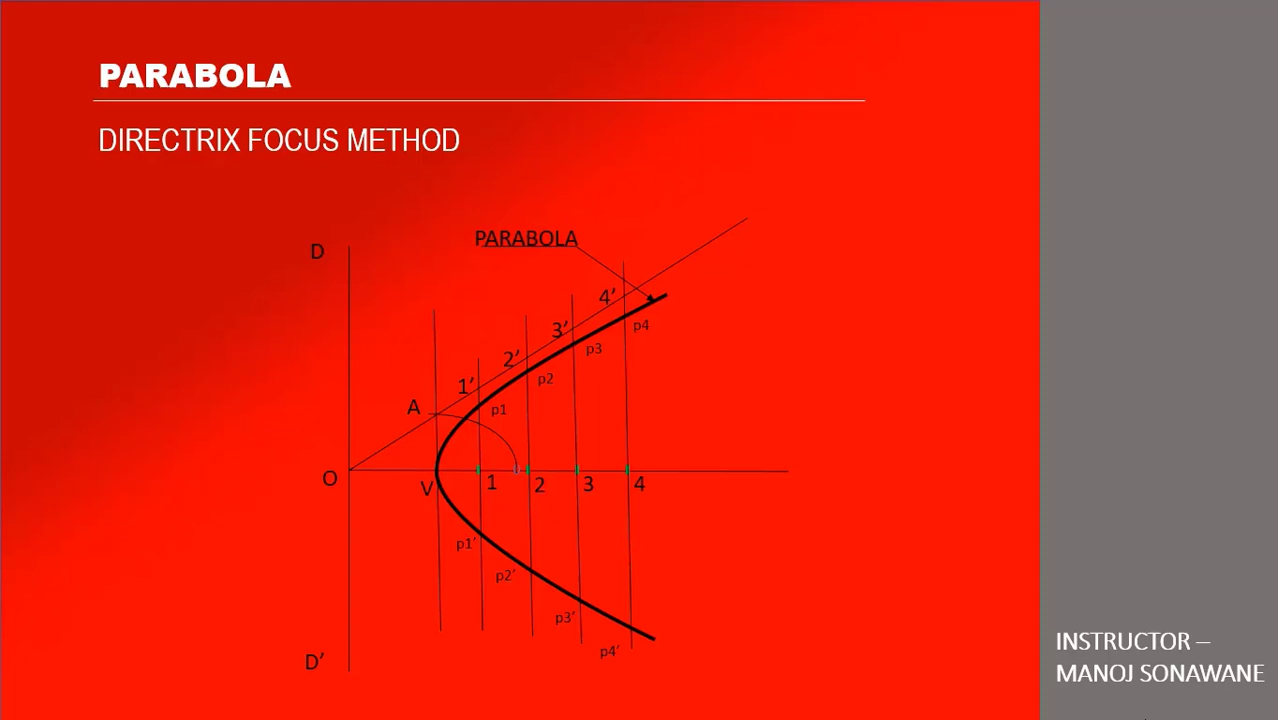 PARABOLA
DIRECTRIX FOCUS METHOD
PARABOLA
D
4’
p4
3’
p3
2’
p2
1’
A
p1
O
V
1
2
3
4
p1’
p2’
p3’
p4’
D’
INSTRUCTOR –
MANOJ SONAWANE